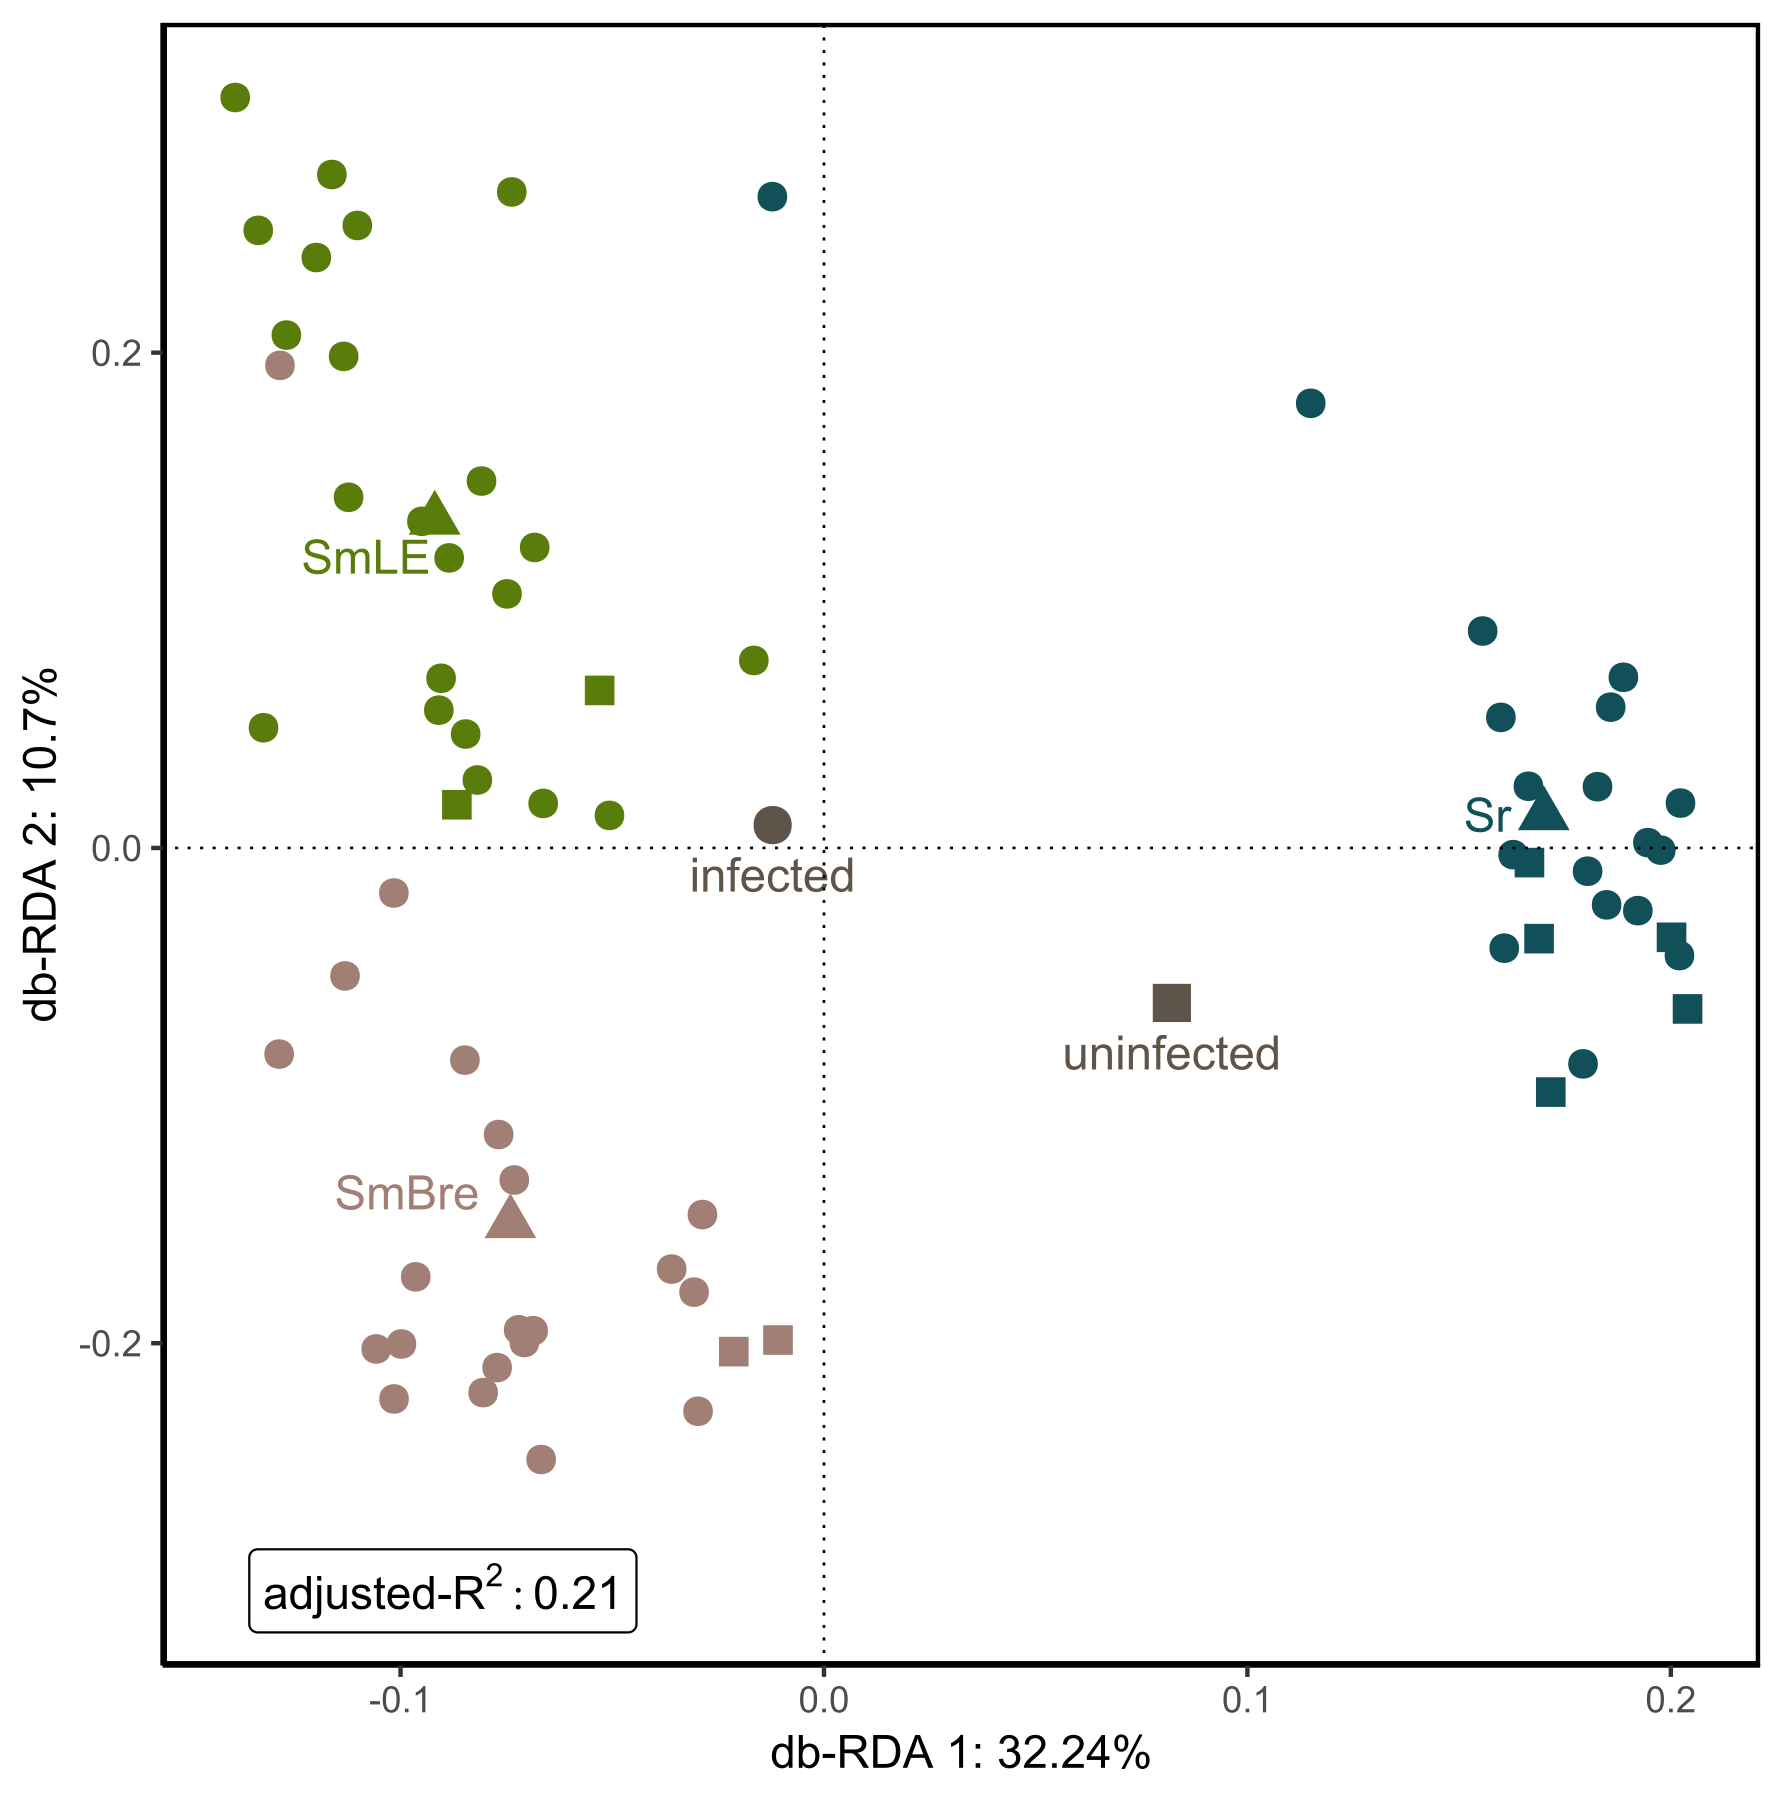 0.2
SmLE
Sr
0.0
infected
uninfected
SmBre
-0.2
adjusted-R²: 0.21
-0.1
0.0
0.1
0.2
db-RDA 1: 32.24%
db-RDA 2: 10.7%